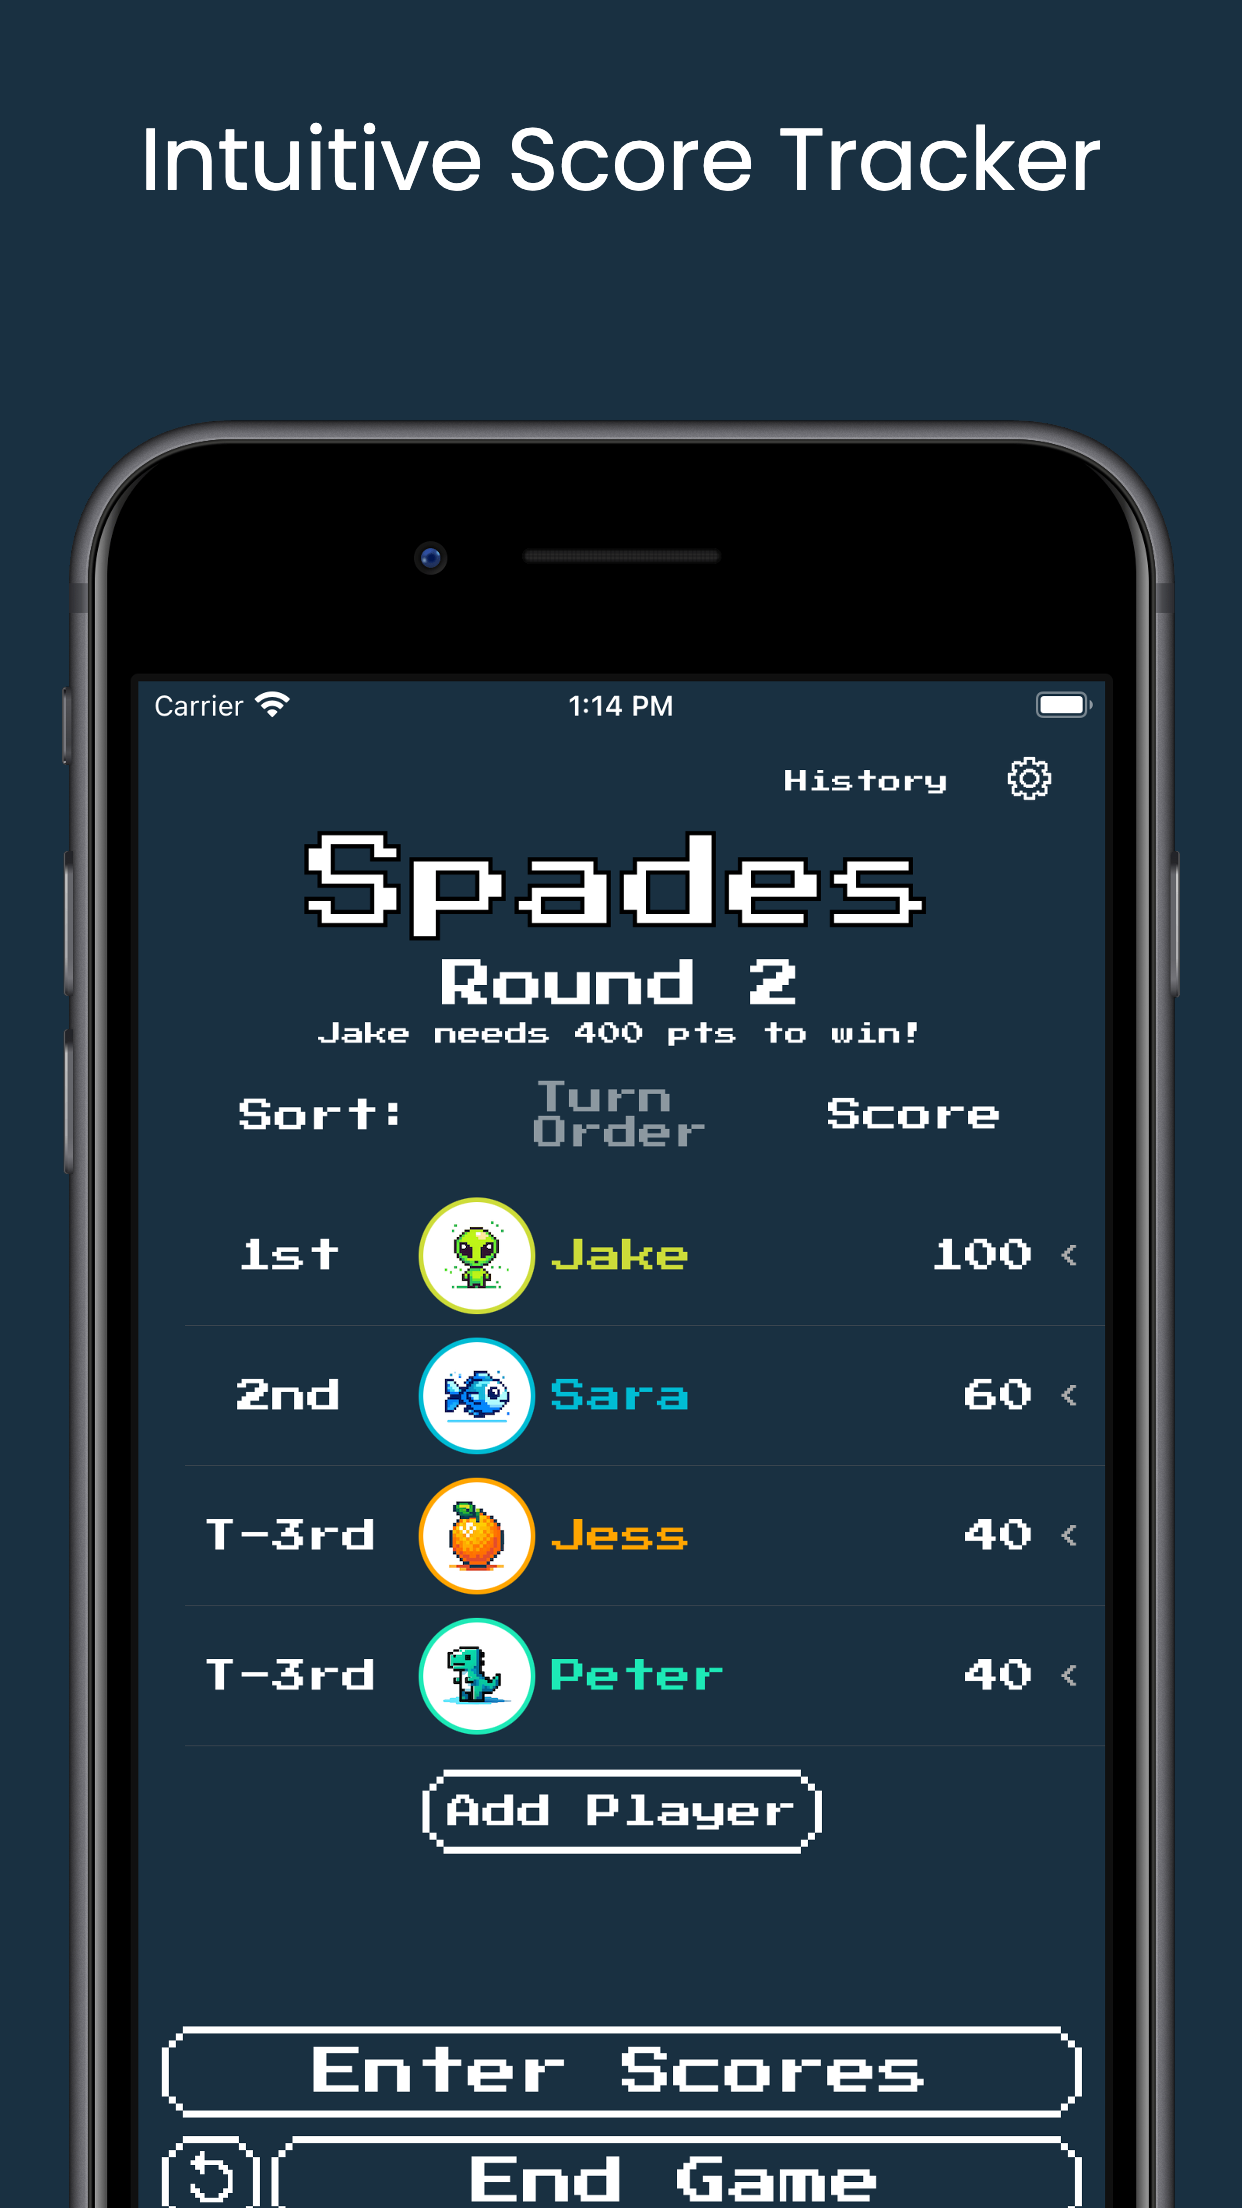 Intuitive Score Tracker
Carrier 1:14 PM
History
Spades
Round 2
Jake needs 400 pts to win!
Sort: Turn Order Score
1st Jake 100 <
2nd Sara 60 <
T-3rd Jess 40 <
T-3rd Peter 40 <
Add Player
Enter Scores
End Game